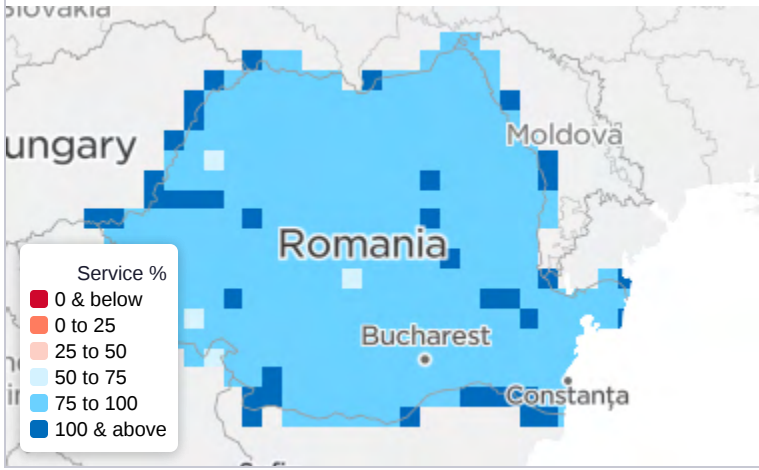 Slovakia
ungary
Moldova
Romania
Service %
0 & below
0 to 25
25 to 50
50 to 75
75 to 100
100 & above
Bucharest
Constanța